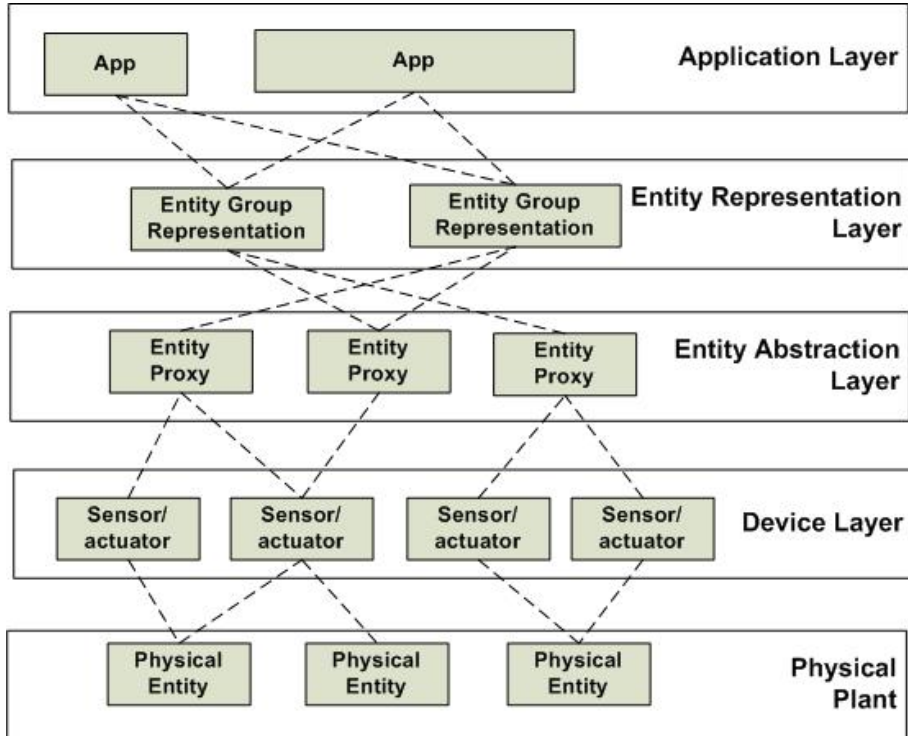 App
App
Application Layer
Entity Group
Representation
Entity Group
Representation
Entity Representation
Layer
Entity
Proxy
Entity
Proxy
Entity
Proxy
Entity Abstraction
Layer
Sensor/
actuator
Sensor/
actuator
Sensor/
actuator
Sensor/
actuator
Device Layer
Physical
Entity
Physical
Entity
Physical
Entity
Physical
Plant